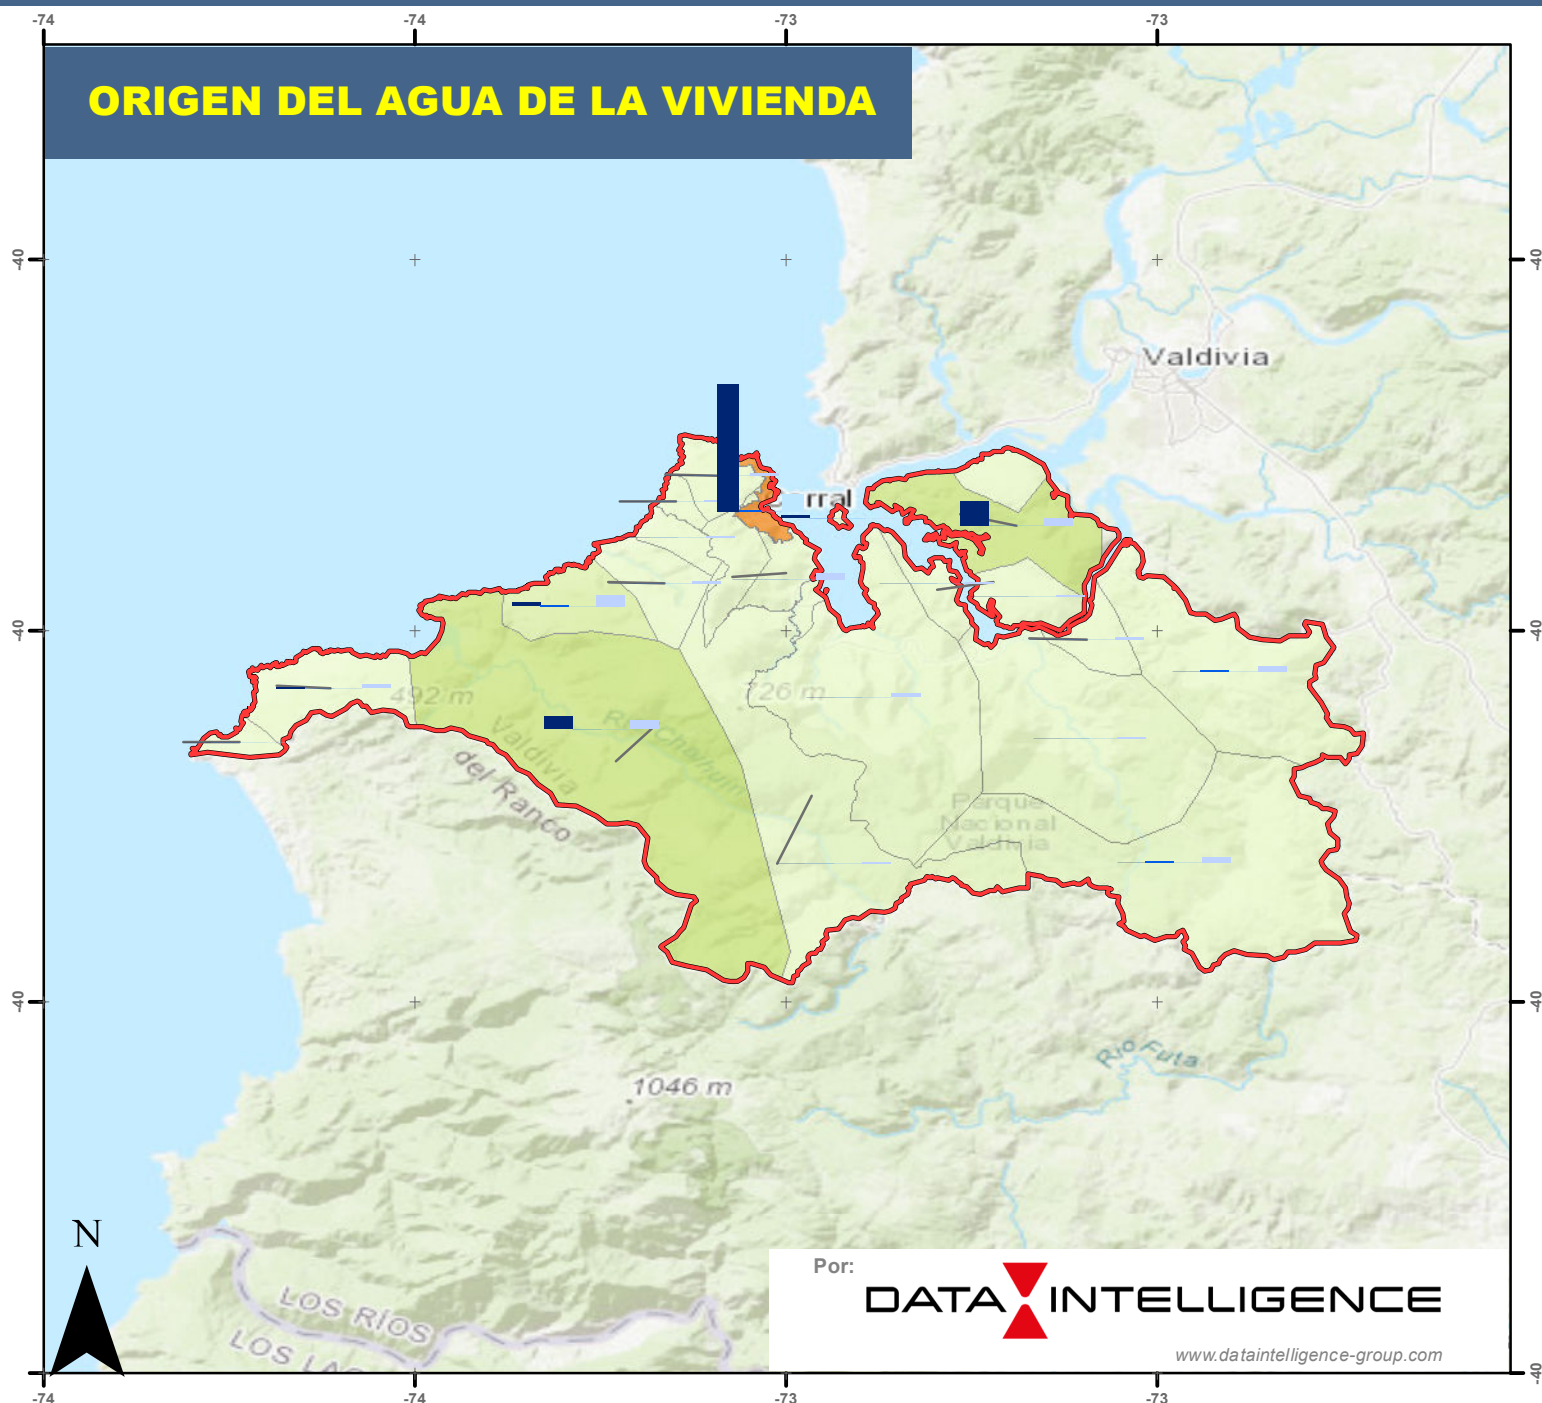 -74
-74
-73
-73
ORIGEN DEL AGUA DE LA VIVIENDA
-40
-40
Valdivia
rral
-40
-40
492 m
726 m
Valdivia
del Ranco
Parque
Nacional
Valdivia
-40
-40
Río Futa
1046 m
N
LOS RÍOS
Por:
DATA INTELLIGENCE
www.dataintelligence-group.com
-40
-74
-74
-73
-73